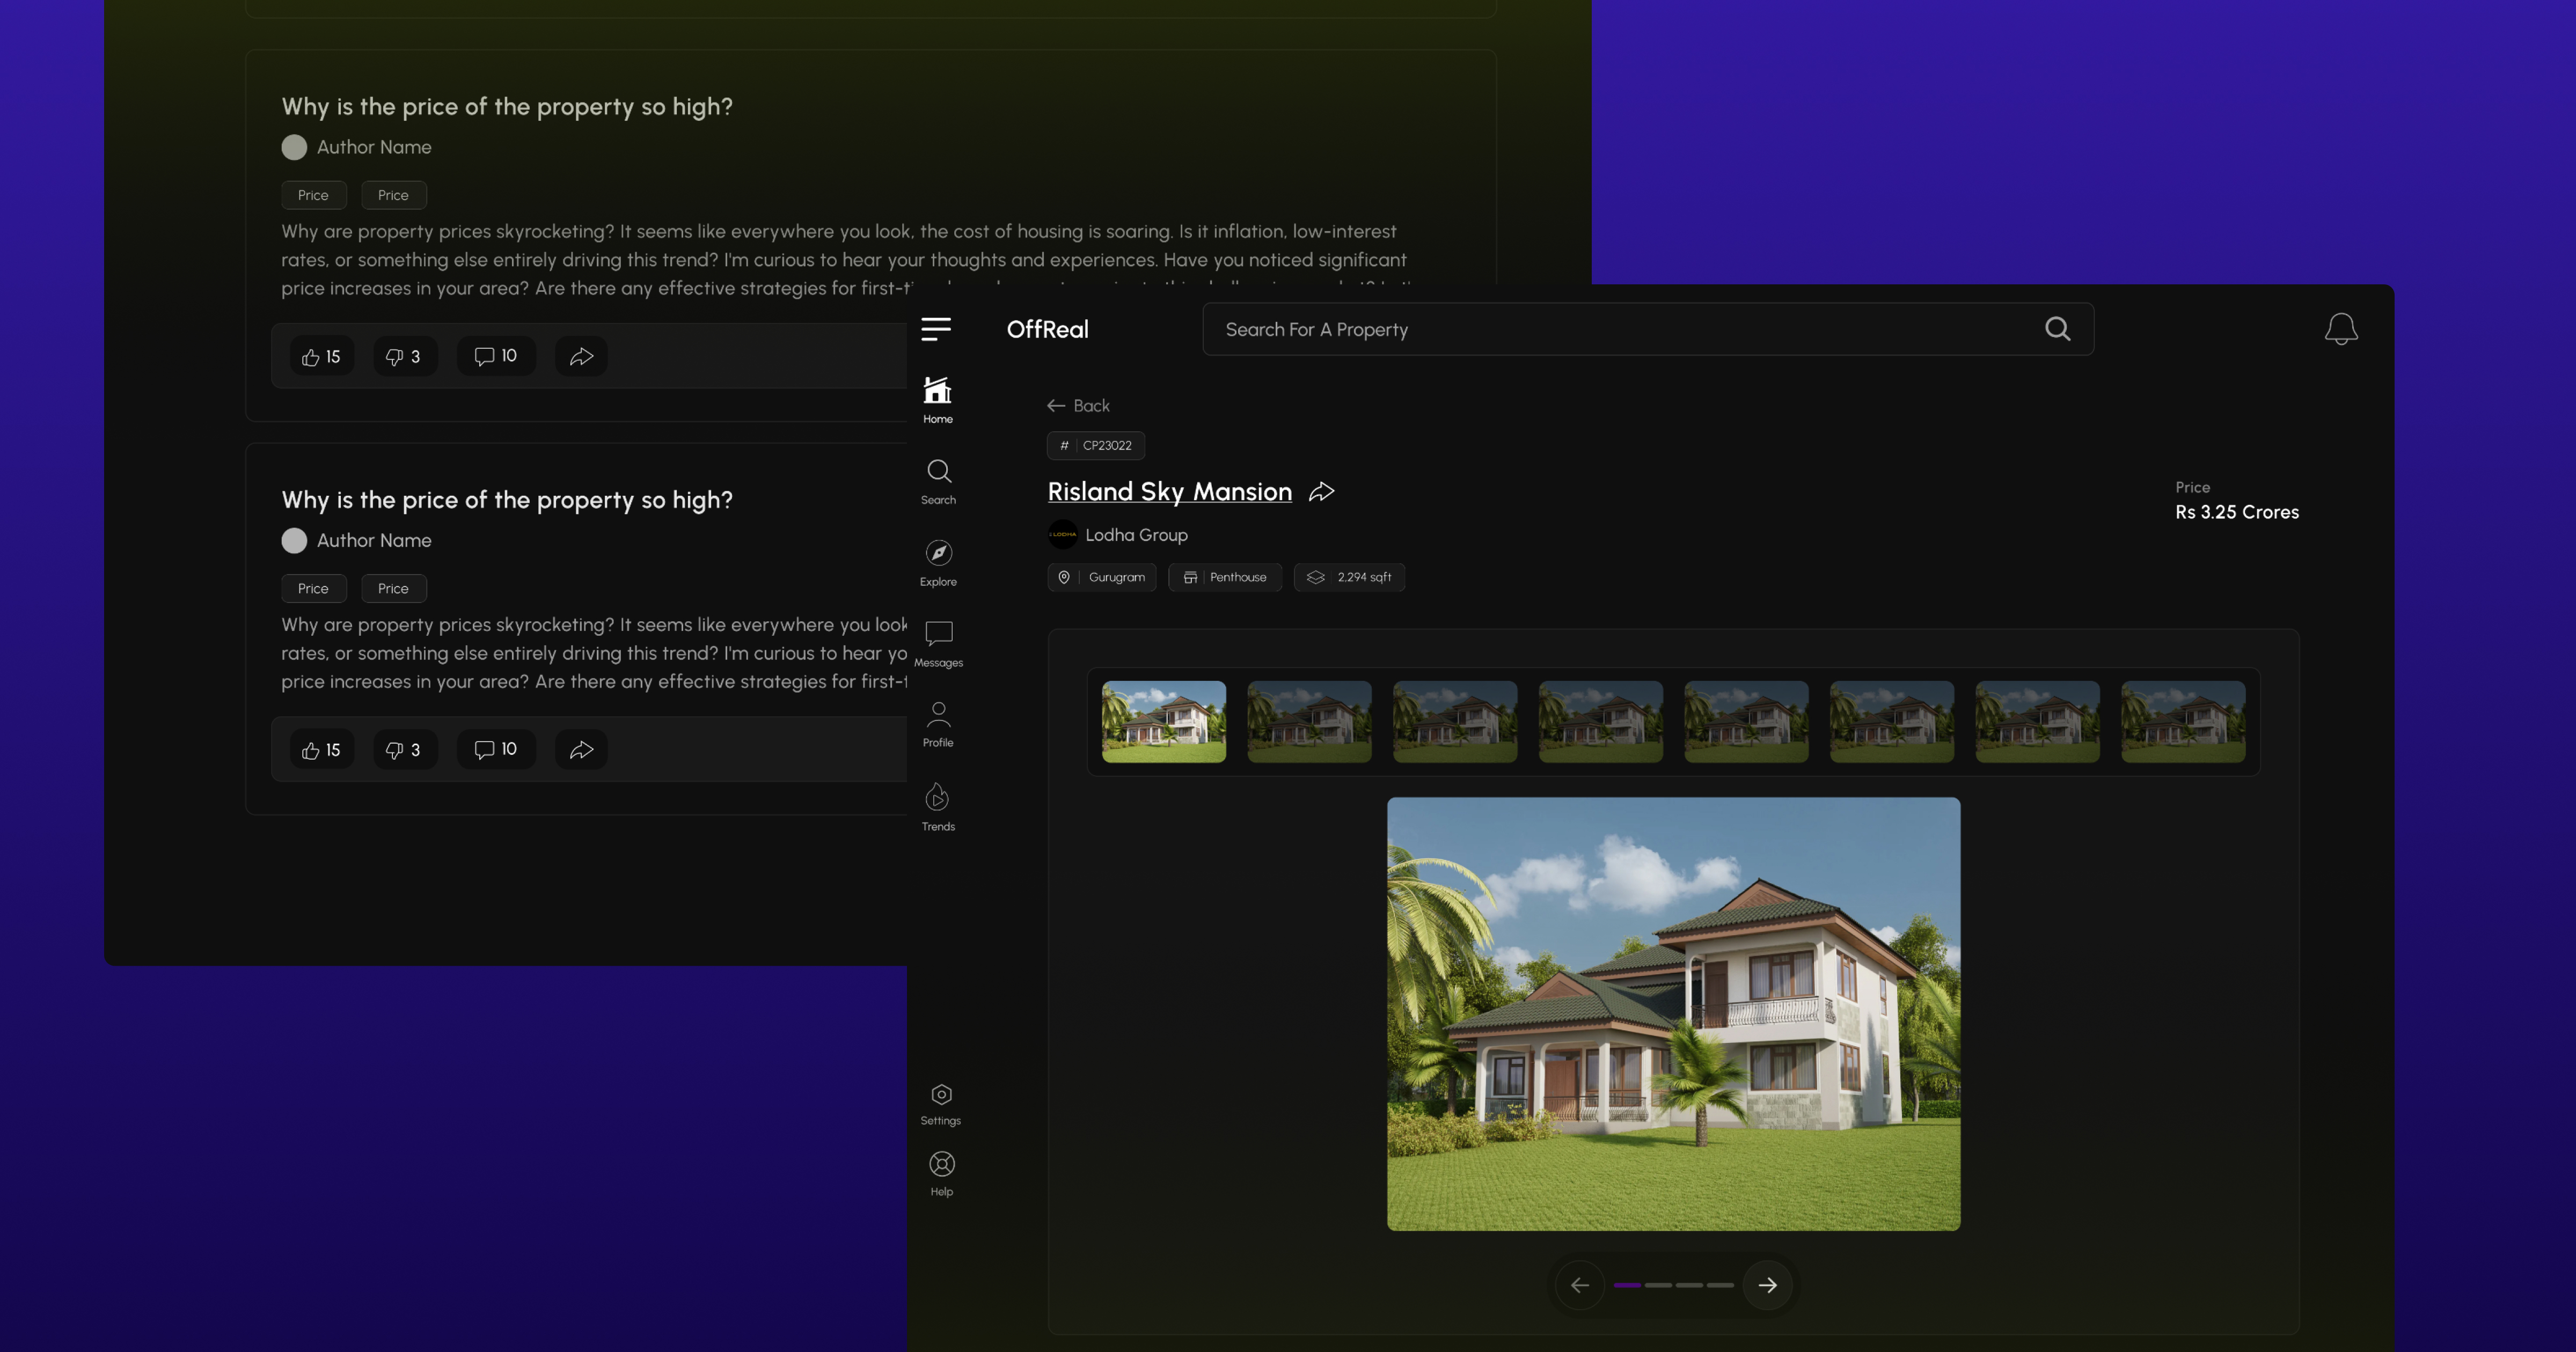 Why is the price of the property so high?
Author Name
Price Price
Why are property prices skyrocketing? It seems like everywhere you look, the cost of housing is soaring. Is it inflation, low-interest
rates, or something else entirely driving this trend? I'm curious to hear your thoughts and experiences. Have you noticed significant
price increases in your area? Are there any effective strategies for first-
15 3 10
Why is the price of the property so high?
Author Name
Price Price
Why are property prices skyrocketing? It seems like everywhere you look
rates, or something else entirely driving this trend? I'm curious to hear yo
price increases in your area? Are there any effective strategies for first-t
15 3 10
OffReal
Search For A Property
Home
Search
Explore
Messages
Profile
Trends
Settings
Help
Back
# CP23022
Risland Sky Mansion
LODHA Lodha Group
Gurugram Penthouse 2,294 sqft
Price
Rs 3.25 Crores